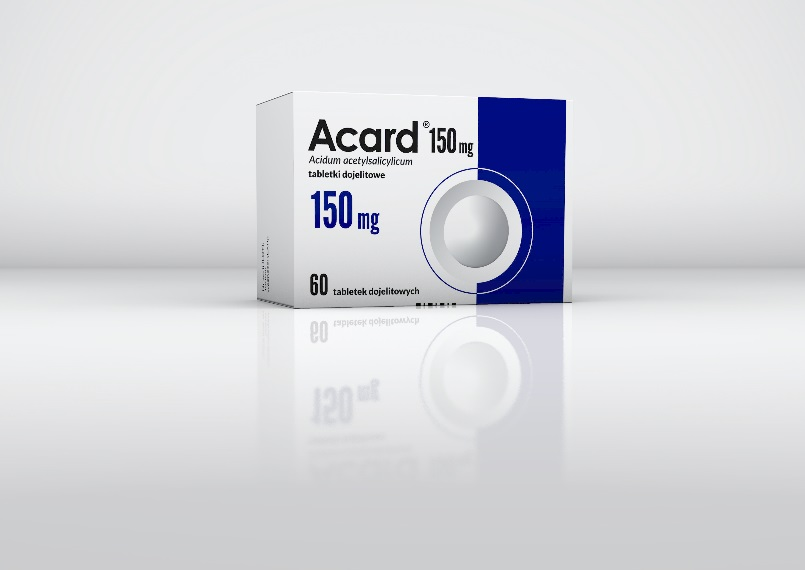 Acard® 150 mg
Acidum acetylsalicylicum
tabletki dojelitowe
150 mg
60 tabletek dojelitowych